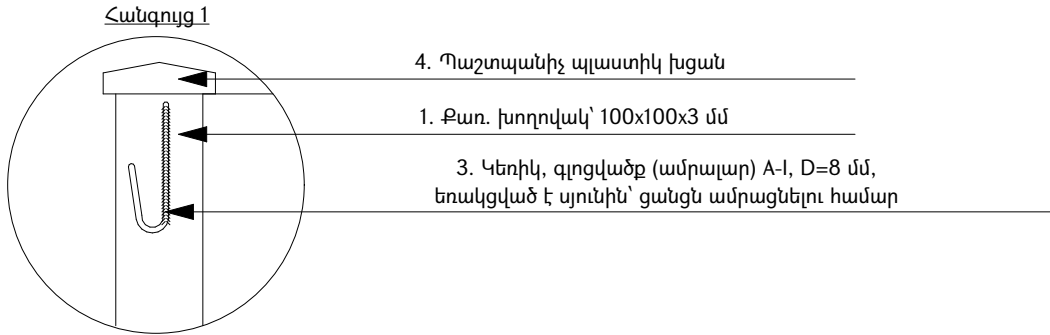 Հանգույց 1
4. Պաշտպանիչ պլաստիկ խցան
1. Քառ. խողովակ՝ 100x100x3 մմ
3. Կեռիկ, գլոցվածք (ամրալար) A-I, D=8 մմ,
եռակցված է սյունին՝ ցանցն ամրացնելու համար